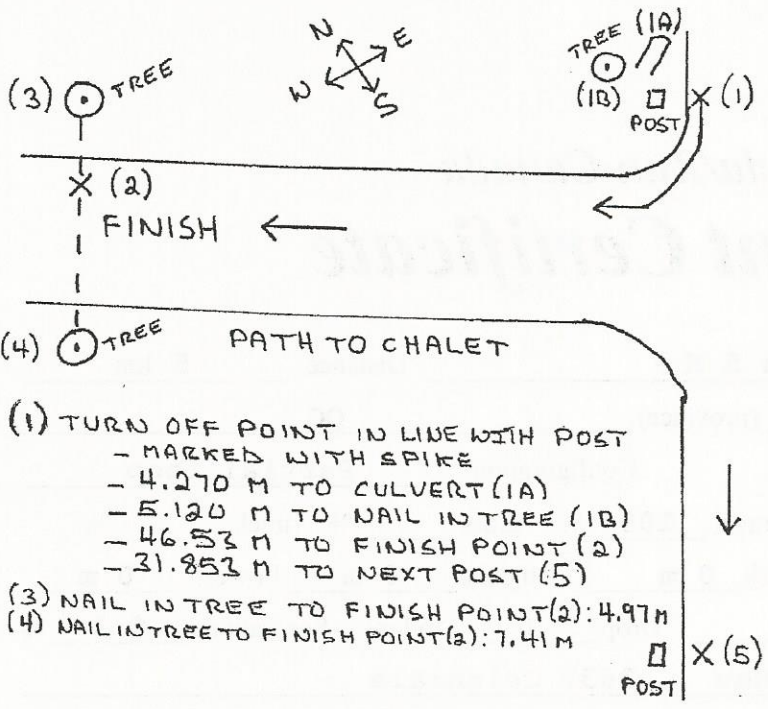 N
E
W
S
TREE
(1A)
(1B)
POST
(1)
(3)
TREE
(2)
FINISH
(4)
TREE
PATH TO CHALET
(1) TURN OFF POINT IN LINE WITH POST
- MARKED WITH SPIKE
- 4.270 M TO CULVERT (1A)
- 5.120 M TO NAIL IN TREE (1B)
- 46.53 M TO FINISH POINT (2)
- 31.853 M TO NEXT POST (5)
(3) NAIL IN TREE TO FINISH POINT(2): 4.97M
(4) NAIL IN TREE TO FINISH POINT(2): 7.41 M
(5)
POST